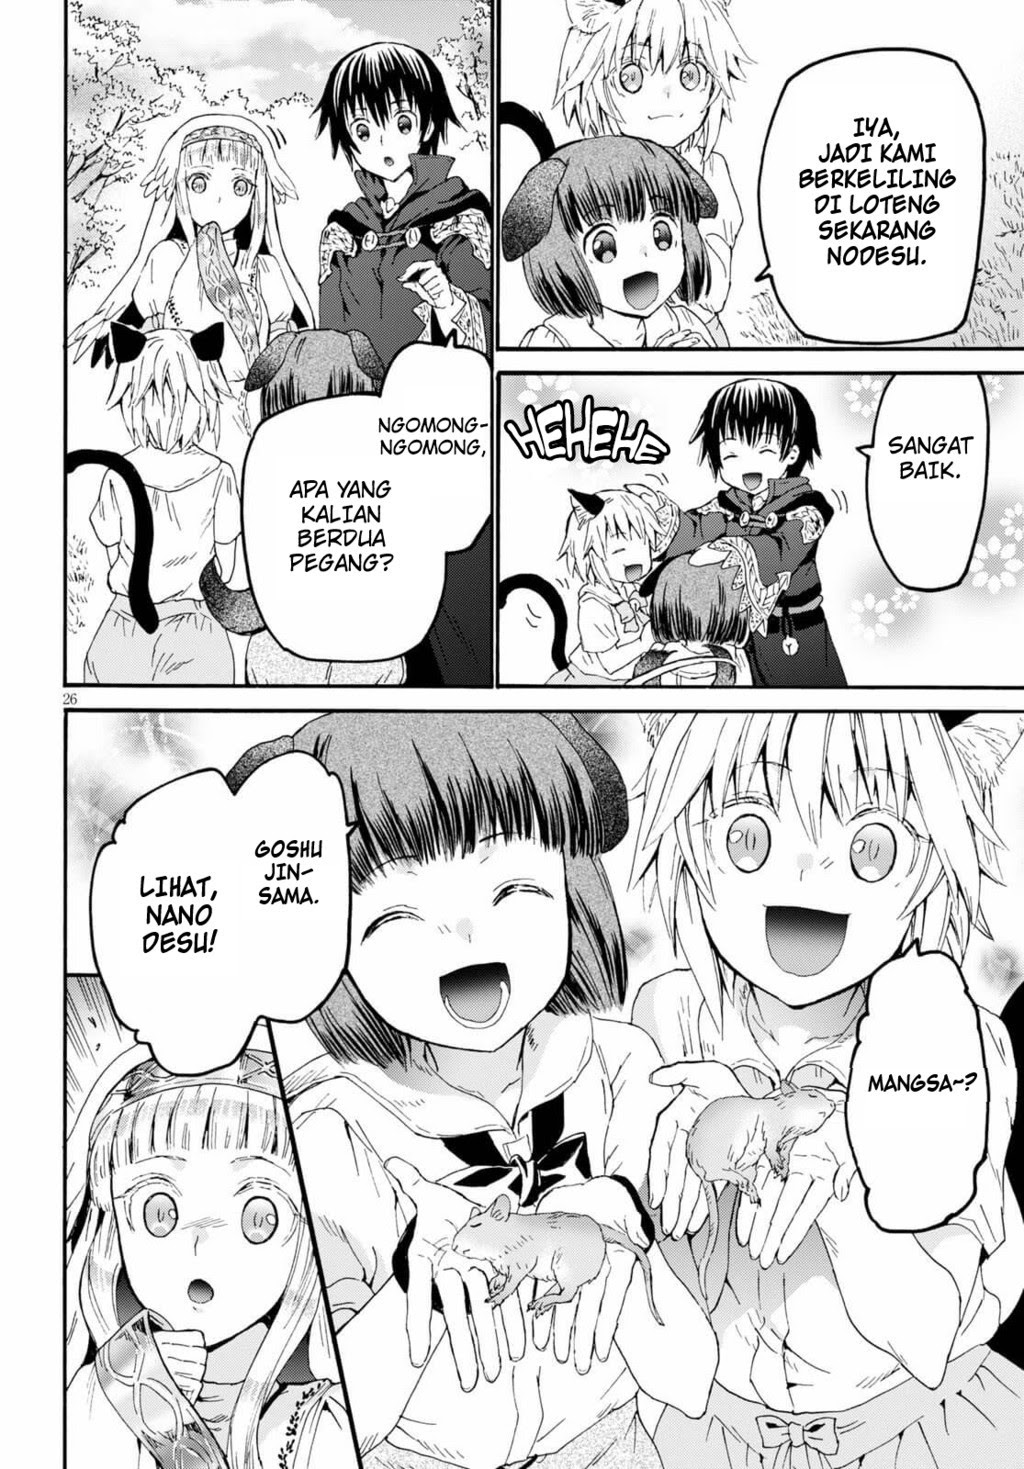 IYA,
JADI KAMI
BERKELILING
DI LOTENG
SEKARANG
NODESU.
SANGAT
BAIK.
HEHEHE
NGOMONG-
NGOMONG,
APA YANG
KALIAN
BERDUA
PEGANG?
26
MANGSA~?
GOSHU
JIN-
SAMA.
LIHAT,
NANO
DESU!